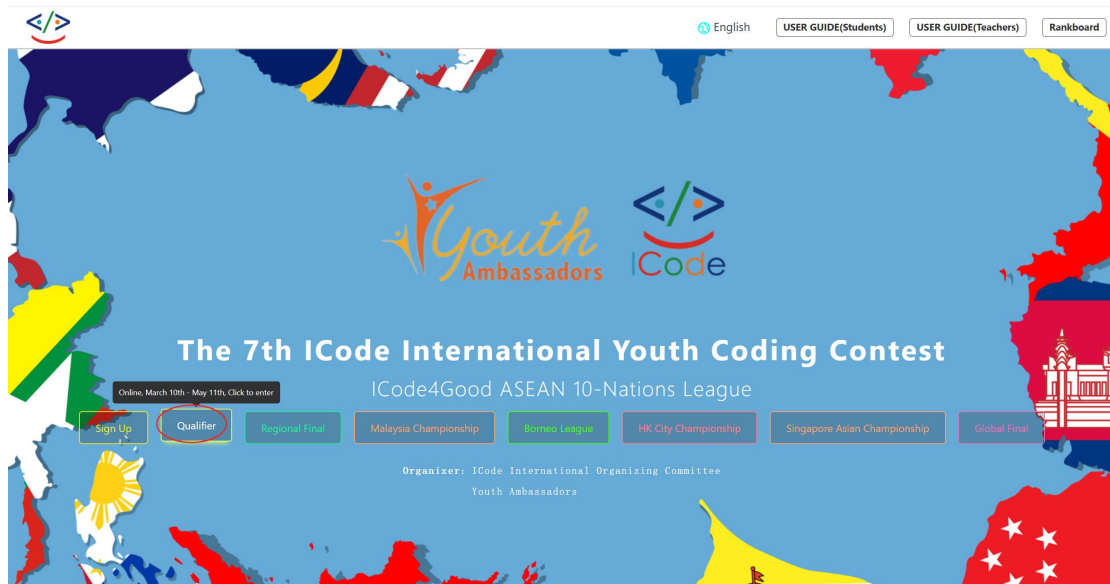 English
USER GUIDE(Students)
USER GUIDE(Teachers)
Rankboard
Youth
Ambassadors
ICode
The 7th ICode International Youth Coding Contest
ICode4Good ASEAN 10-Nations League
Online, March 10th - May 11th, Click to enter
Sign Up
Qualifier
Regional Final
Malaysia Championship
Borneo League
HK City Championship
Singapore Asian Championship
Global Final
Organizer: ICode International Organizing Committee
Youth Ambassadors